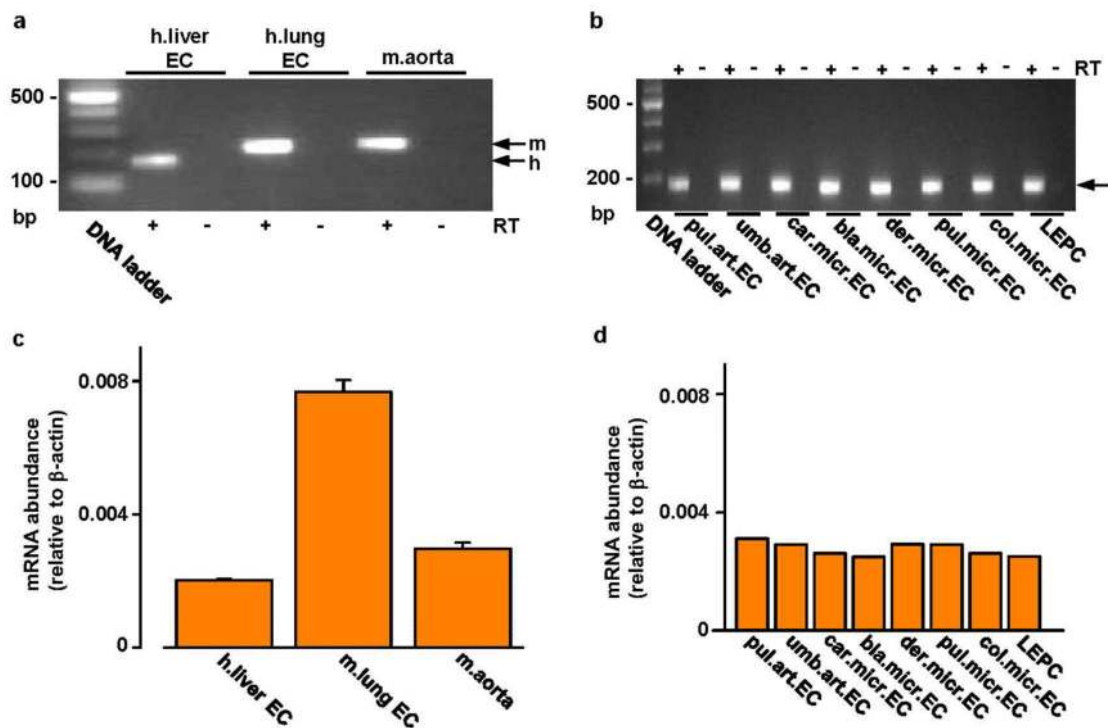 a
h.liver
EC
h.lung
EC
m.aorta
500 -
100 -
bp
m
h
+ - + - + - RT
DNA ladder
b
+ - + - + - + - + - + - + - + - RT
500 -
200 -
bp
DNA ladder
pul.art.EC
umb.art.EC
car.micr.EC
bla.micr.EC
der.micr.EC
pul.micr.EC
col.micr.EC
LEPC
c
mRNA abundance
(relative to β-actin)
0.008
0.004
0
h.liver EC
m.lung EC
m.aorta
d
mRNA abundance
(relative to β-actin)
0.008
0.004
0
pul.art.EC
umb.art.EC
car.micr.EC
bla.micr.EC
der.micr.EC
pul.micr.EC
col.micr.EC
LEPC